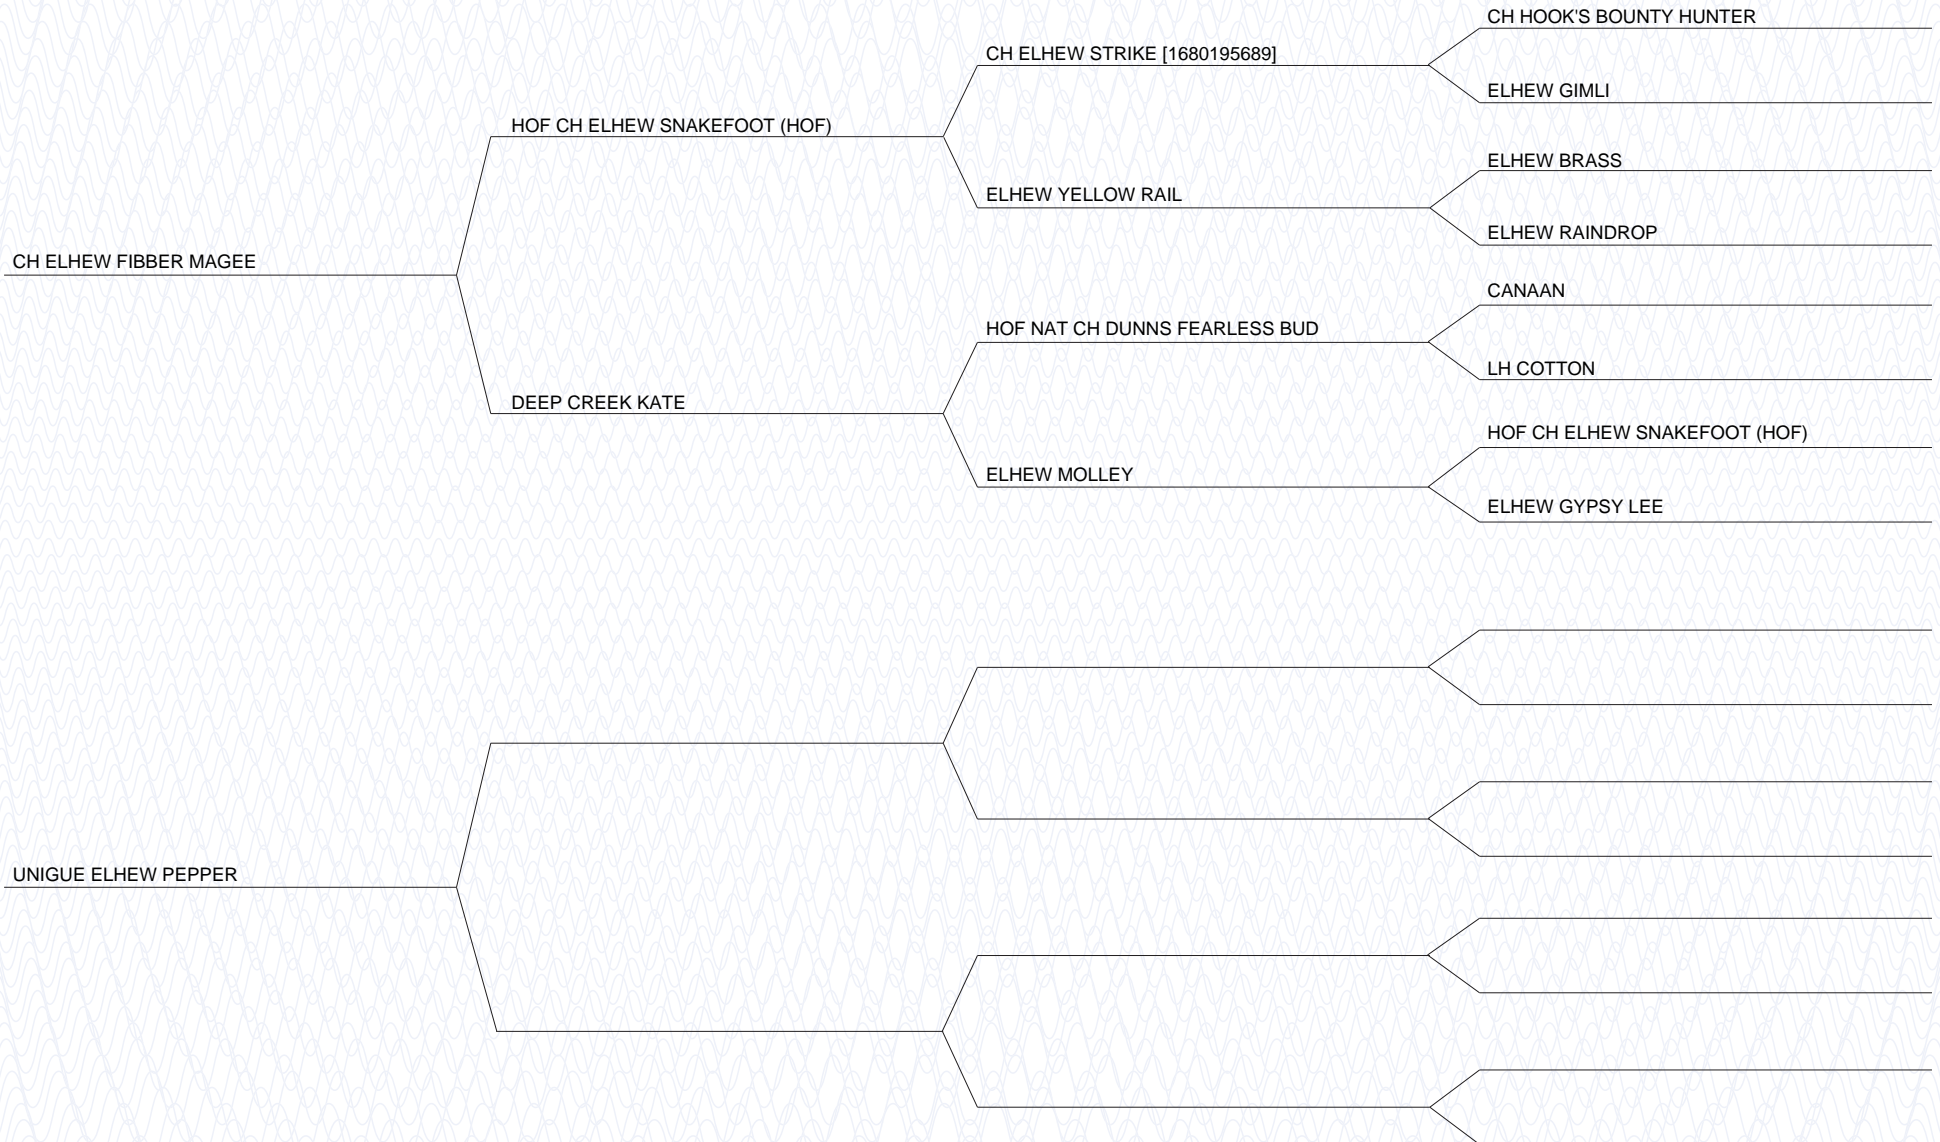 CH HOOK'S BOUNTY HUNTER
CH ELHEW STRIKE [1680195689]
ELHEW GIMLI
HOF CH ELHEW SNAKEFOOT (HOF)
ELHEW BRASS
ELHEW YELLOW RAIL
ELHEW RAINDROP
CH ELHEW FIBBER MAGEE
CANAAN
HOF NAT CH DUNNS FEARLESS BUD
LH COTTON
DEEP CREEK KATE
HOF CH ELHEW SNAKEFOOT (HOF)
ELHEW MOLLEY
ELHEW GYPSY LEE
UNIGUE ELHEW PEPPER